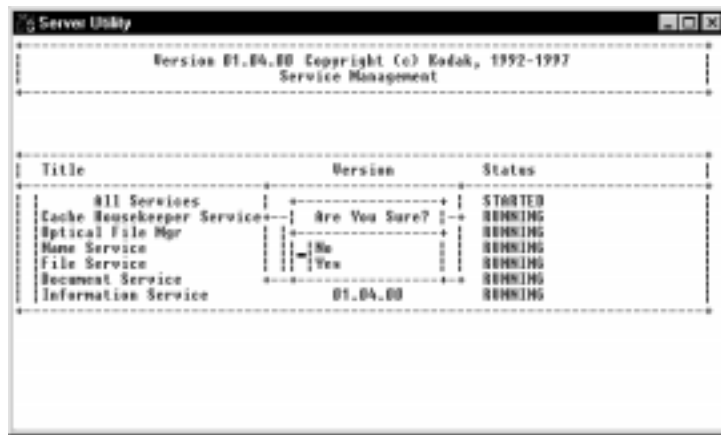 Server Utility
Version 01.04.00 Copyright (c) Kodak, 1992-1997
Service Management
Title Version Status
All Services STARTED
Cache Housekeeper Service Are You Sure? RUNNING
Optical File Mgr RUNNING
Name Service No RUNNING
File Service Yes RUNNING
Document Service RUNNING
Information Service 01.04.00 RUNNING